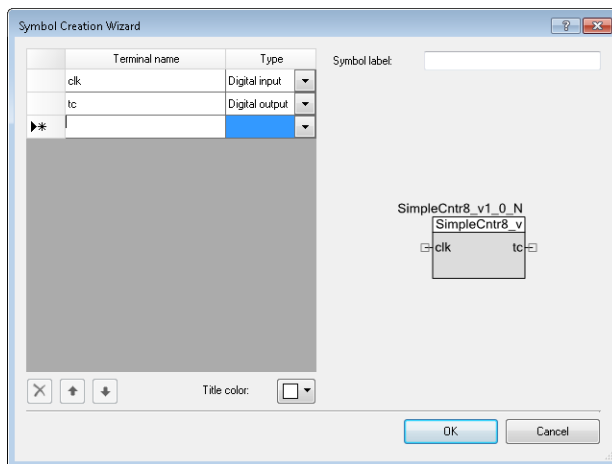 Symbol Creation Wizard
Terminal name Type
clk Digital input
tc Digital output
Symbol label:
SimpleCntr8_v1_0_N
SimpleCntr8_v
clk tc
Title color:
OK Cancel